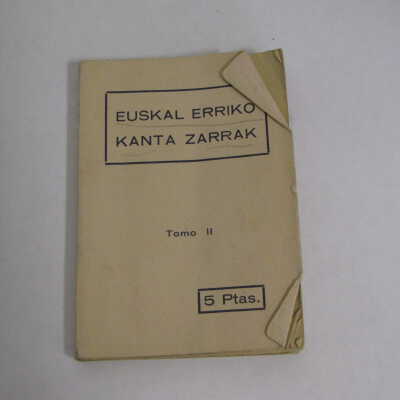 EUSKAL ERRIKO
KANTA ZARRAK
Tomo II
5 Ptas.